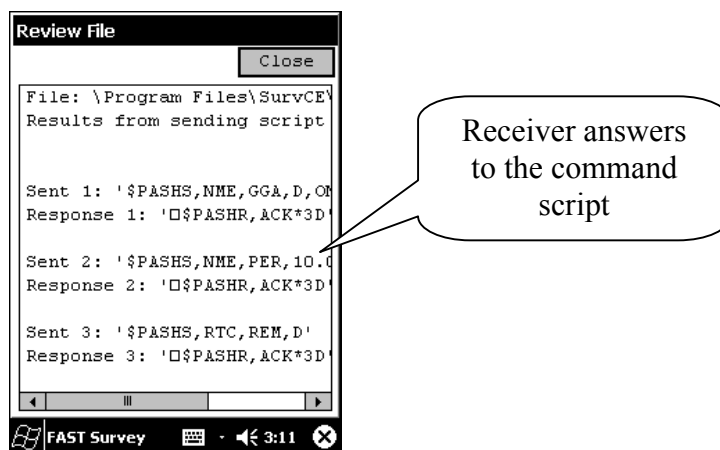 Review File
Close
File: \Program Files\SurvCE\
Results from sending script
Sent 1: '$PASHS,NME,GGA,D,ON
Response 1: '□$PASHR,ACK*3D'
Sent 2: '$PASHS,NME,PER,10.0
Response 2: '□$PASHR,ACK*3D'
Sent 3: '$PASHS,RTC,REM,D'
Response 3: '□$PASHR,ACK*3D'
FAST Survey
3:11
Receiver answers
to the command
script